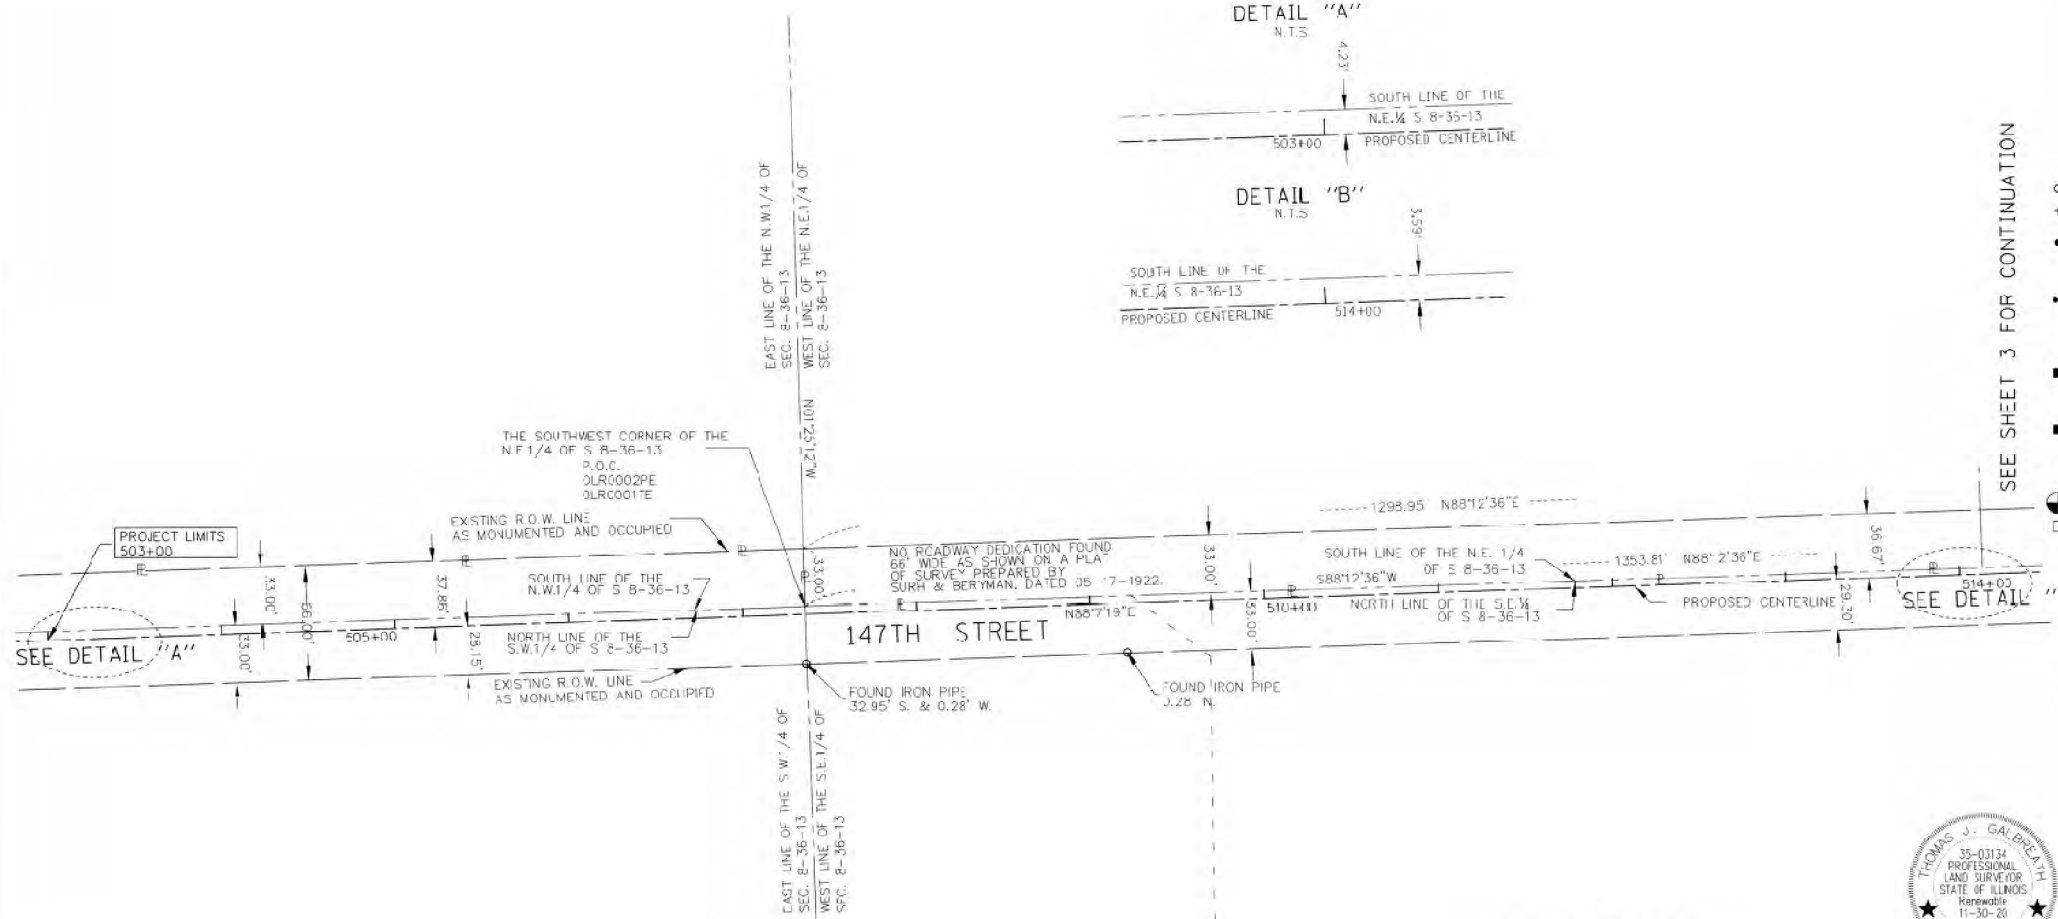 DETAIL "A"
N.T.S
4.23'
SOUTH LINE OF THE
N.E.¼ S 8-36-13
503+00
PROPOSED CENTERLINE
DETAIL "B"
N.T.S
3.59'
SOUTH LINE OF THE
N.E.¼ S 8-36-13
PROPOSED CENTERLINE
514+00
SEE SHEET 3 FOR CONTINUATION
EAST LINE OF THE N.W.1/4 OF
SEC. 8-36-13
WEST LINE OF THE N.E.1/4 OF
SEC. 8-36-13
N01°25'12"W
THE SOUTHWEST CORNER OF THE
N.E 1/4 OF S 8-36-13
P.O.C.
0LR0002PE
0LR0001TE
EXISTING R.O.W. LINE
AS MONUMENTED AND OCCUPIED
PROJECT LIMITS
503+00
1298.95' N88°12'36"E
NO ROADWAY DEDICATION FOUND
66' WIDE AS SHOWN ON A PLAT
OF SURVEY PREPARED BY
SURH & BERYMAN, DATED 05-17-1922.
SOUTH LINE OF THE N.E. 1/4
OF S 8-36-13
1353.81' N88°12'36"E
SOUTH LINE OF THE
N.W.1/4 OF S 8-36-13
33.00'
66.00'
37.85'
33.00'
33.00'
36.67'
S88°12'36"W
510+00
NORTH LINE OF THE S.E.¼
OF S 8-36-13
PROPOSED CENTERLINE
29.30'
514+00
SEE DETAIL "
N88°7'19"E
33.00'
SEE DETAIL "A"
33.00'
505+00
28.15'
NORTH LINE OF THE
S.W.1/4 OF S 8-36-13
147TH STREET
EXISTING R.O.W. LINE
AS MONUMENTED AND OCCUPIED
FOUND IRON PIPE
32.95' S. & 0.28' W.
FOUND IRON PIPE
0.28' N.
EAST LINE OF THE S.W.1/4 OF
SEC. 8-36-13
WEST LINE OF THE S.E.1/4 OF
SEC. 8-36-13
THOMAS J. GALBREATH
35-03134
PROFESSIONAL
LAND SURVEYOR
STATE OF ILLINOIS
Renewable
11-30-20